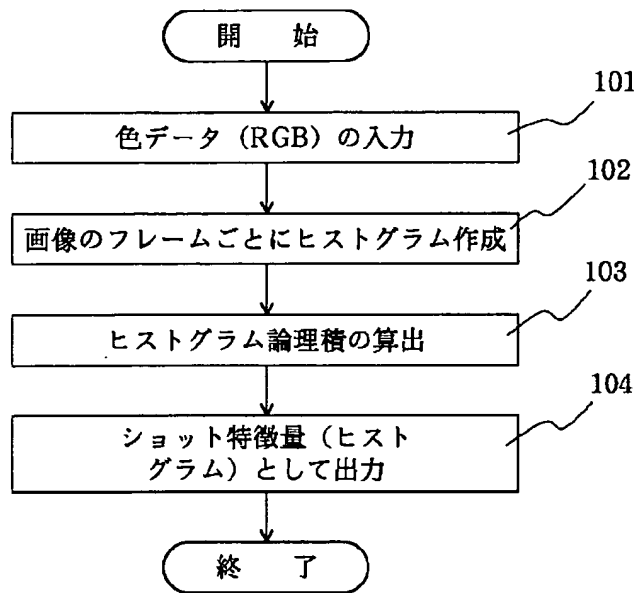 開　始
101
色データ（RGB）の入力
102
画像のフレームごとにヒストグラム作成
103
ヒストグラム論理積の算出
104
ショット特徴量（ヒスト
グラム）として出力
終　了